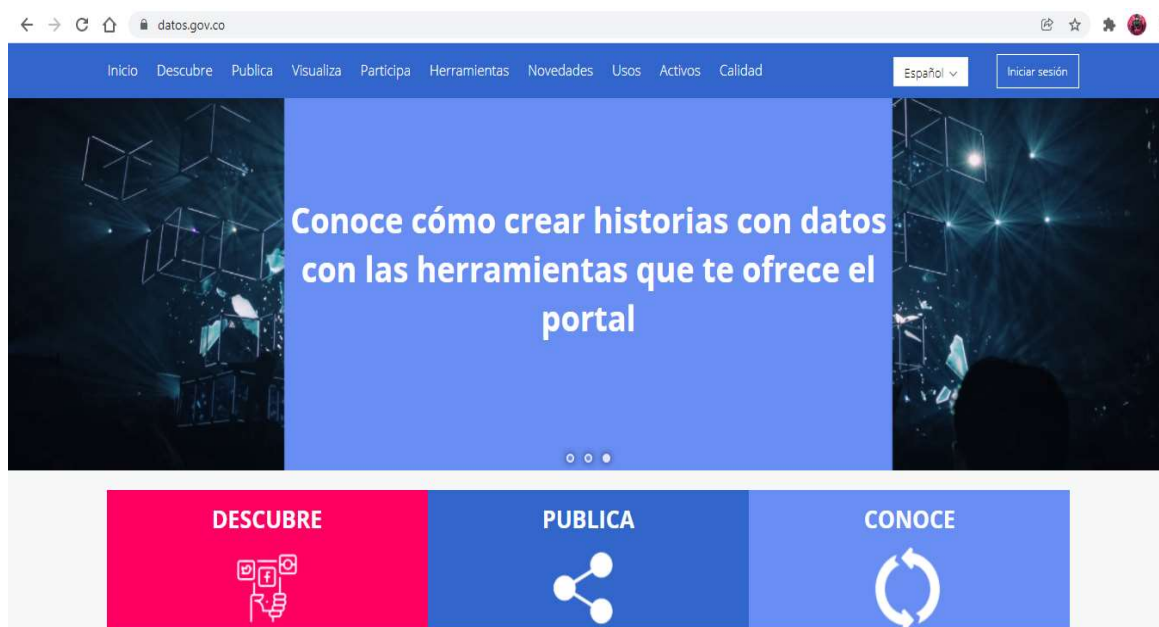 datos.gov.co
Inicio Descubre Publica Visualiza Participa Herramientas Novedades Usos Activos Calidad Español Iniciar sesión
Conoce cómo crear historias con datos
con las herramientas que te ofrece el
portal
DESCUBRE PUBLICA CONOCE